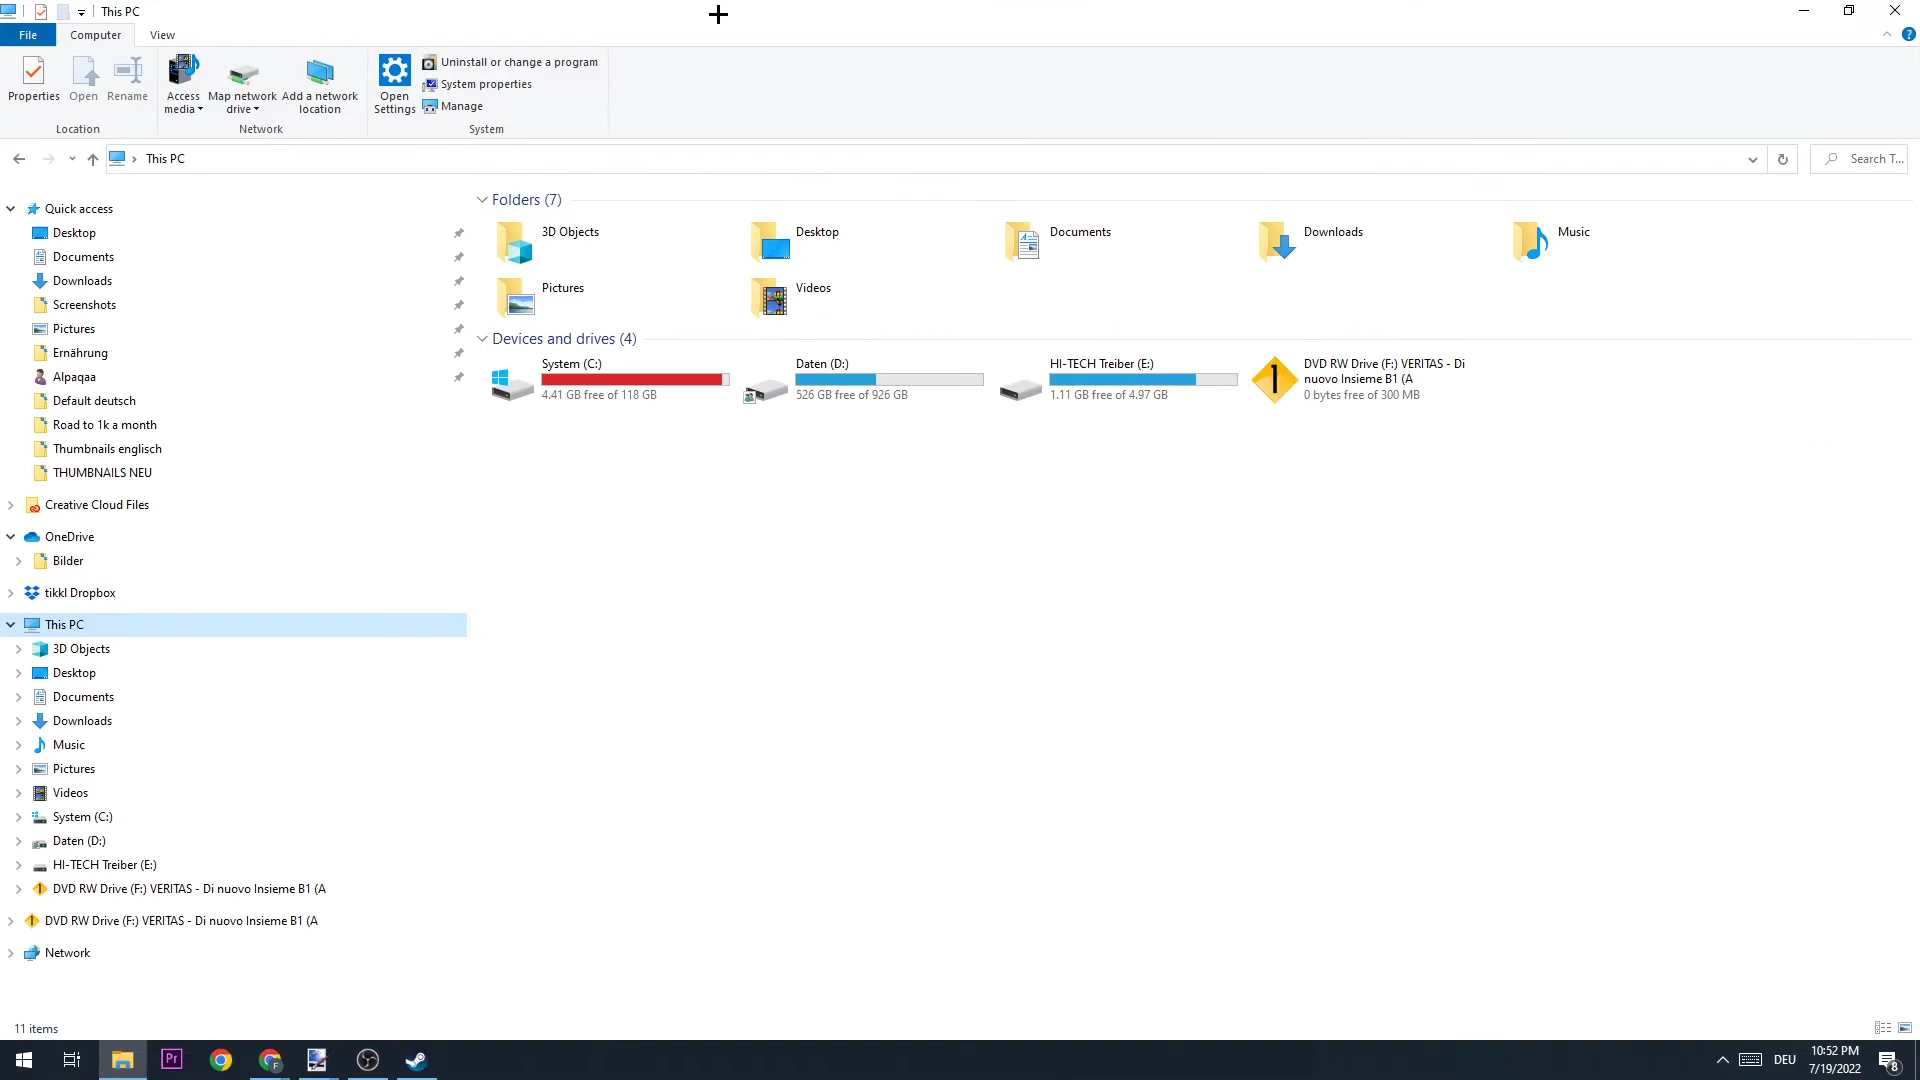 This PC
File Computer View
Properties Open Rename
Access media
Map network drive
Add a network location
Open Settings
Uninstall or change a program
System properties
Manage
Location Network System
This PC
Search T...
Quick access
Desktop
Documents
Downloads
Screenshots
Pictures
Ernährung
Alpaqaa
Default deutsch
Road to 1k a month
Thumbnails englisch
THUMBNAILS NEU
Creative Cloud Files
OneDrive
Bilder
tikkl Dropbox
This PC
3D Objects
Desktop
Documents
Downloads
Music
Pictures
Videos
System (C:)
Daten (D:)
HI-TECH Treiber (E:)
DVD RW Drive (F:) VERITAS - Di nuovo Insieme B1 (A
DVD RW Drive (F:) VERITAS - Di nuovo Insieme B1 (A
Network
Folders (7)
3D Objects
Desktop
Documents
Downloads
Music
Pictures
Videos
Devices and drives (4)
System (C:)
4.41 GB free of 118 GB
Daten (D:)
526 GB free of 926 GB
HI-TECH Treiber (E:)
1.11 GB free of 4.97 GB
DVD RW Drive (F:) VERITAS - Di
nuovo Insieme B1 (A
0 bytes free of 300 MB
11 items
Pr
F
DEU
10:52 PM
7/19/2022
8